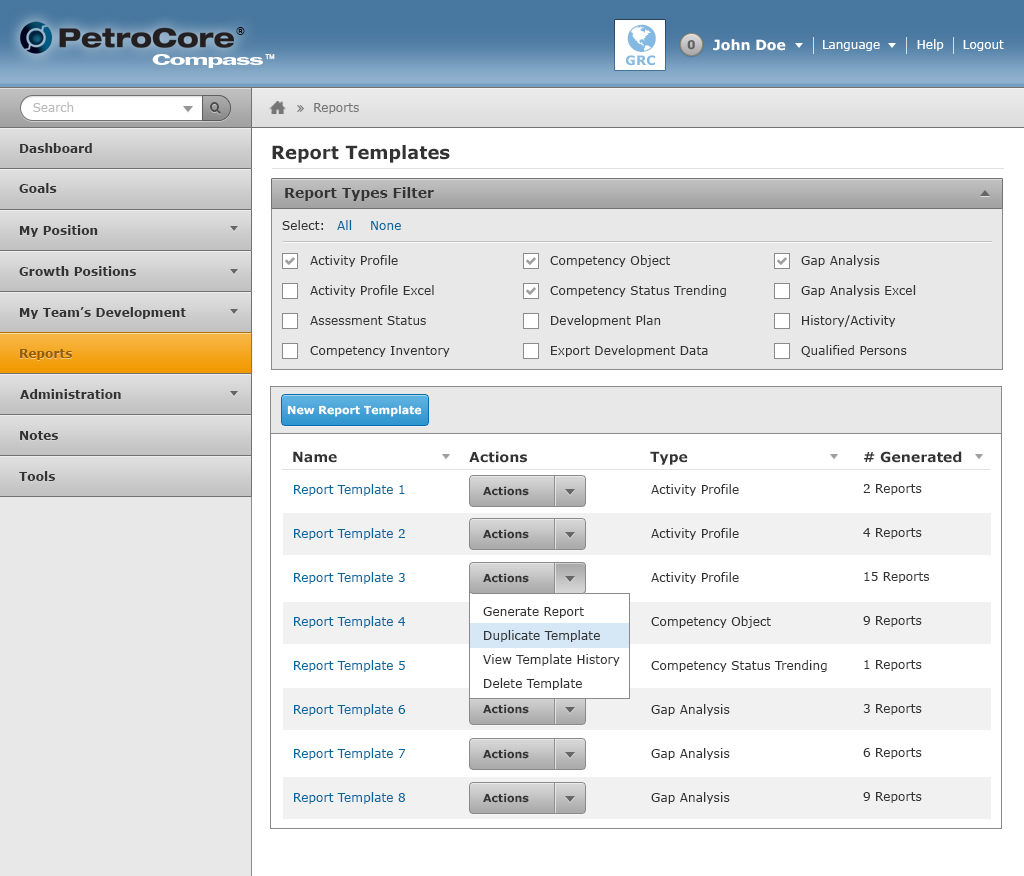 PetroCore®
Compass™
GRC
0 John Doe Language Help Logout
Search
» Reports
Dashboard
Goals
My Position
Growth Positions
My Team’s Development
Reports
Administration
Notes
Tools
Report Templates
Report Types Filter
Select: All None
Activity Profile Competency Object Gap Analysis
Activity Profile Excel Competency Status Trending Gap Analysis Excel
Assessment Status Development Plan History/Activity
Competency Inventory Export Development Data Qualified Persons
New Report Template
Name Actions Type # Generated
Report Template 1 Actions Activity Profile 2 Reports
Report Template 2 Actions Activity Profile 4 Reports
Report Template 3 Actions Activity Profile 15 Reports
Generate Report
Report Template 4 Competency Object 9 Reports
Duplicate Template
View Template History
Report Template 5 Competency Status Trending 1 Reports
Delete Template
Report Template 6 Actions Gap Analysis 3 Reports
Report Template 7 Actions Gap Analysis 6 Reports
Report Template 8 Actions Gap Analysis 9 Reports